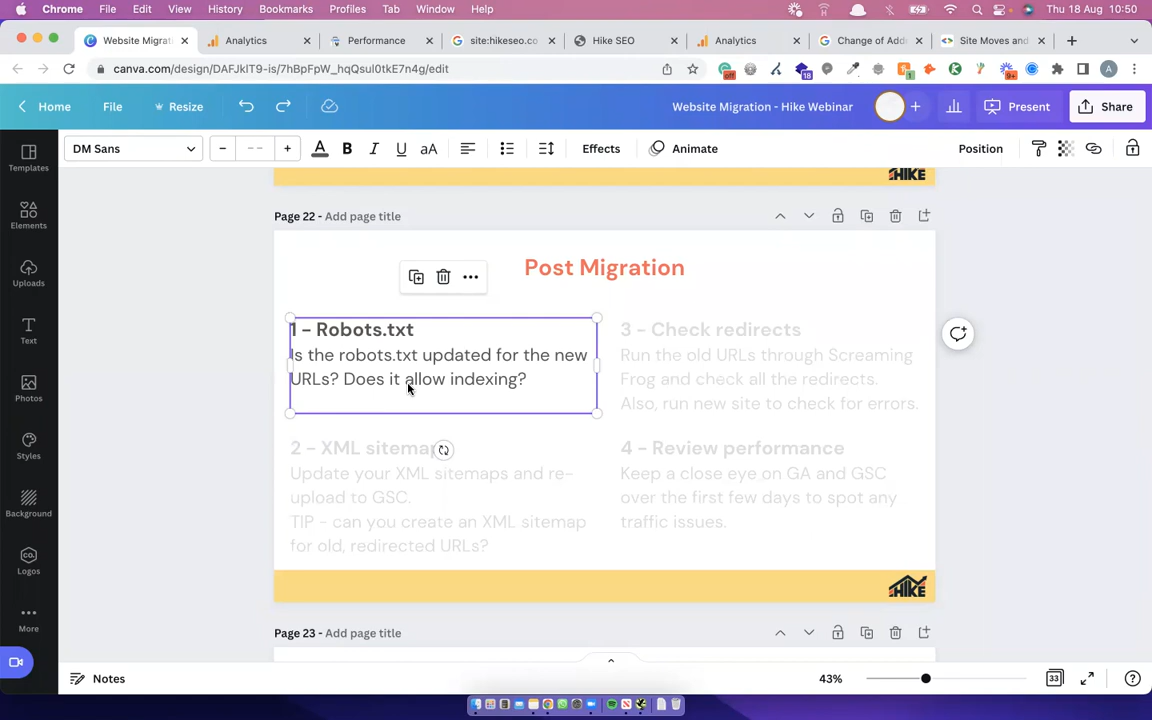 Chrome File Edit View History Bookmarks Profiles Tab Window Help
Thu 18 Aug 10:50
Website Migrat
Analytics
Performance
site:hikeseo.co
Hike SEO
Analytics
Change of Add
Site Moves and
canva.com/design/DAFJklT9-is/7hBpFpW_hqQsul0tkE7n4g/edit
off
18
1
9+
A
Home File Resize
Website Migration - Hike Webinar
Present
Share
DM Sans
- -
B I U aA
Effects
Animate
Position
Templates
Elements
Uploads
Text
Photos
Styles
Background
Logos
More
HIKE
Page 22 - Add page title
Post Migration
1 - Robots.txt
Is the robots.txt updated for the new
URLs? Does it allow indexing?
2 - XML sitemap
Update your XML sitemaps and re-
upload to GSC.
TIP - can you create an XML sitemap
for old, redirected URLs?
3 - Check redirects
Run the old URLs through Screaming
Frog and check all the redirects.
Also, run new site to check for errors.
4 - Review performance
Keep a close eye on GA and GSC
over the first few days to spot any
traffic issues.
HIKE
Page 23 - Add page title
Notes
43%
33